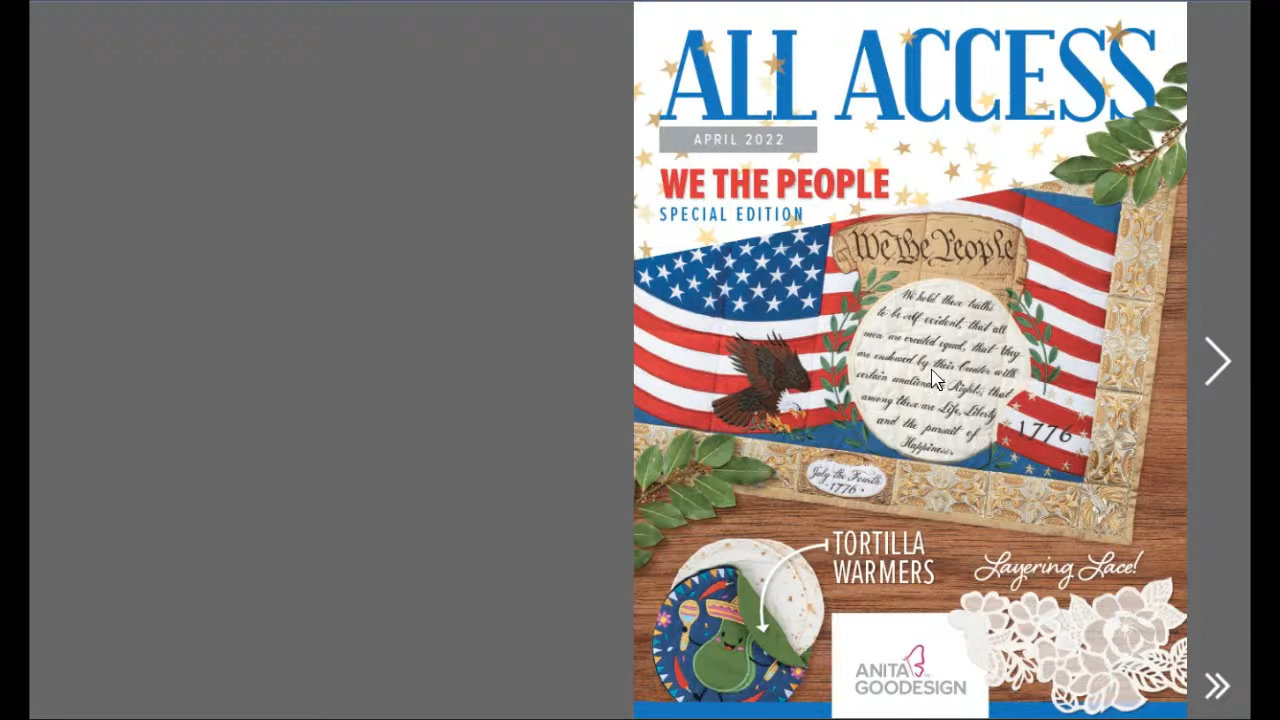 ALL ACCESS
APRIL 2022
WE THE PEOPLE
SPECIAL EDITION
We the People
We hold these truths
to be self evident, that all
men are created equal, that they
are endowed by their Creator with
certain unalienable Rights, that
among these are Life, Liberty
and the pursuit of
Happiness.
1776
July the Fourth
• 1776 •
TORTILLA
WARMERS
Layering Lace!
ANITA
GOODESIGN